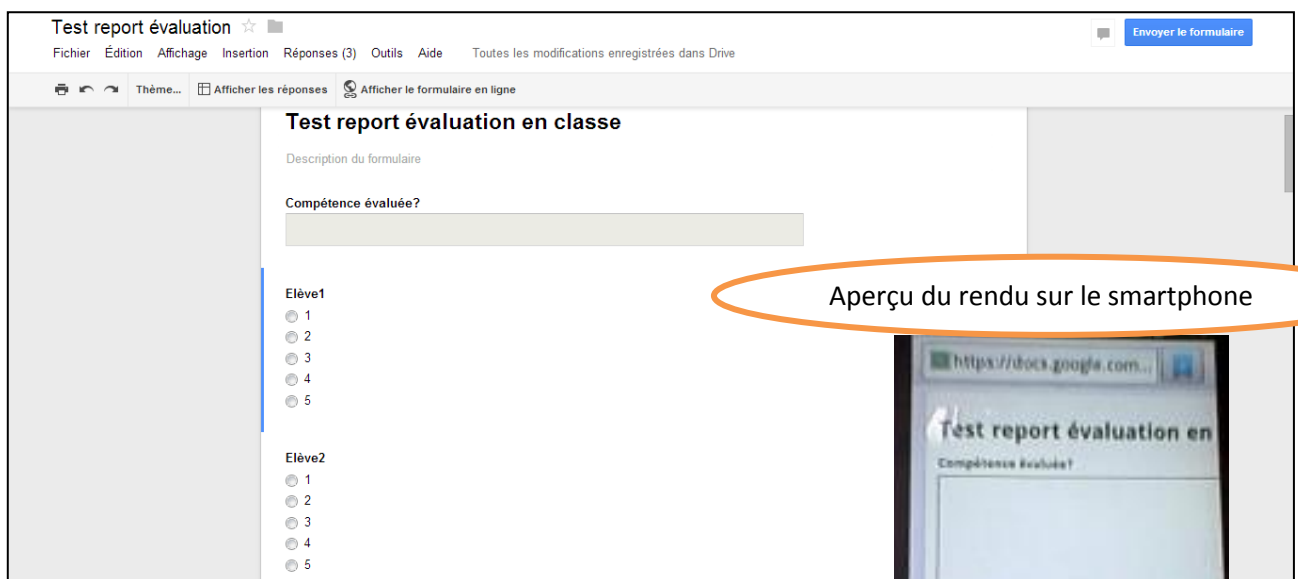 Test report évaluation
Envoyer le formulaire
Fichier Édition Affichage Insertion Réponses (3) Outils Aide Toutes les modifications enregistrées dans Drive
Thème... Afficher les réponses Afficher le formulaire en ligne
Test report évaluation en classe
Description du formulaire
Compétence évaluée?
Elève1
1
2
3
4
5
Elève2
1
2
3
4
5
Aperçu du rendu sur le smartphone
https://docs.google.com...
Test report évaluation en
Compétence évaluée?